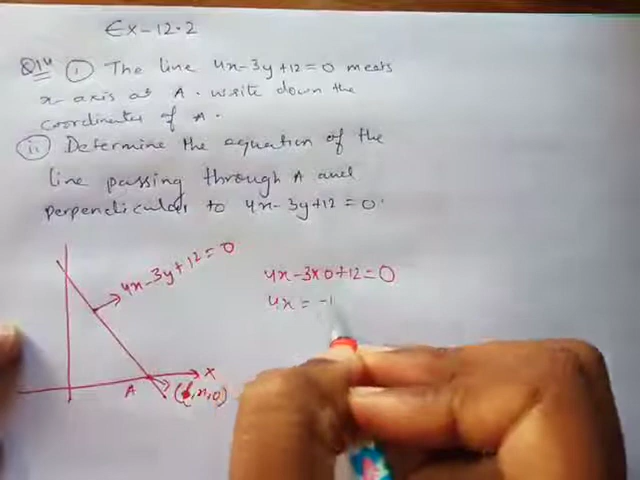 Ex-12.2
Q14 (i) The line 4x-3y+12=0 meets
x-axis at A. write down the
coordinates of A.
(ii) Determine the equation of the
line passing through A and
perpendicular to 4x-3y+12=0.
4x-3y+12=0
4x-3x0+12=0
4x = -1
X
A
(x,0)